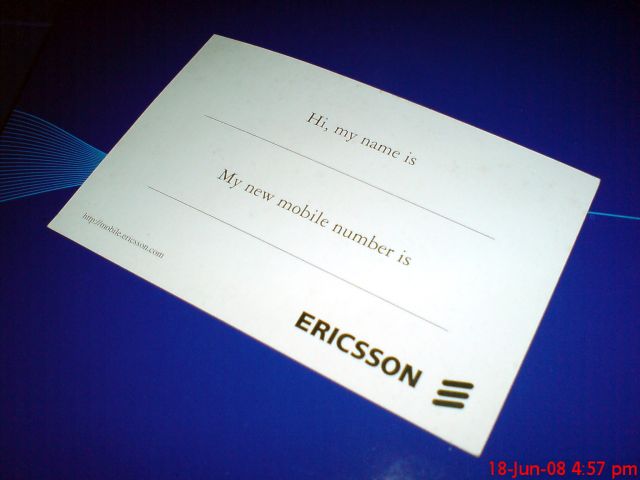 Hi, my name is
My new mobile number is
http://mobile.ericsson.com
ERICSSON
18-Jun-08 4:57 pm